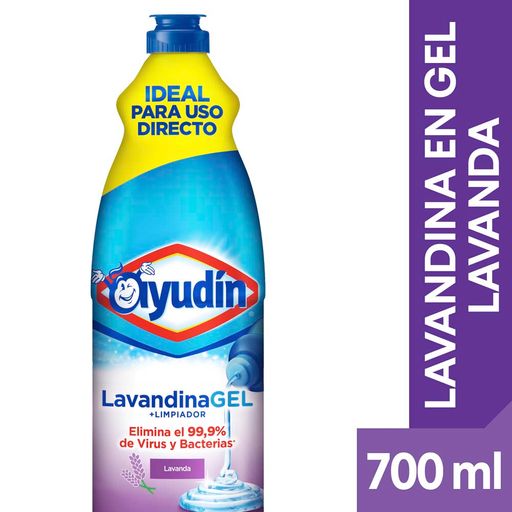 IDEAL
PARA USO
DIRECTO
Ayudín
LavandinaGEL
+LIMPIADOR
Elimina el 99,9%
de Virus y Bacterias*
Lavanda
LAVANDINA EN GEL
LAVANDA
700 ml